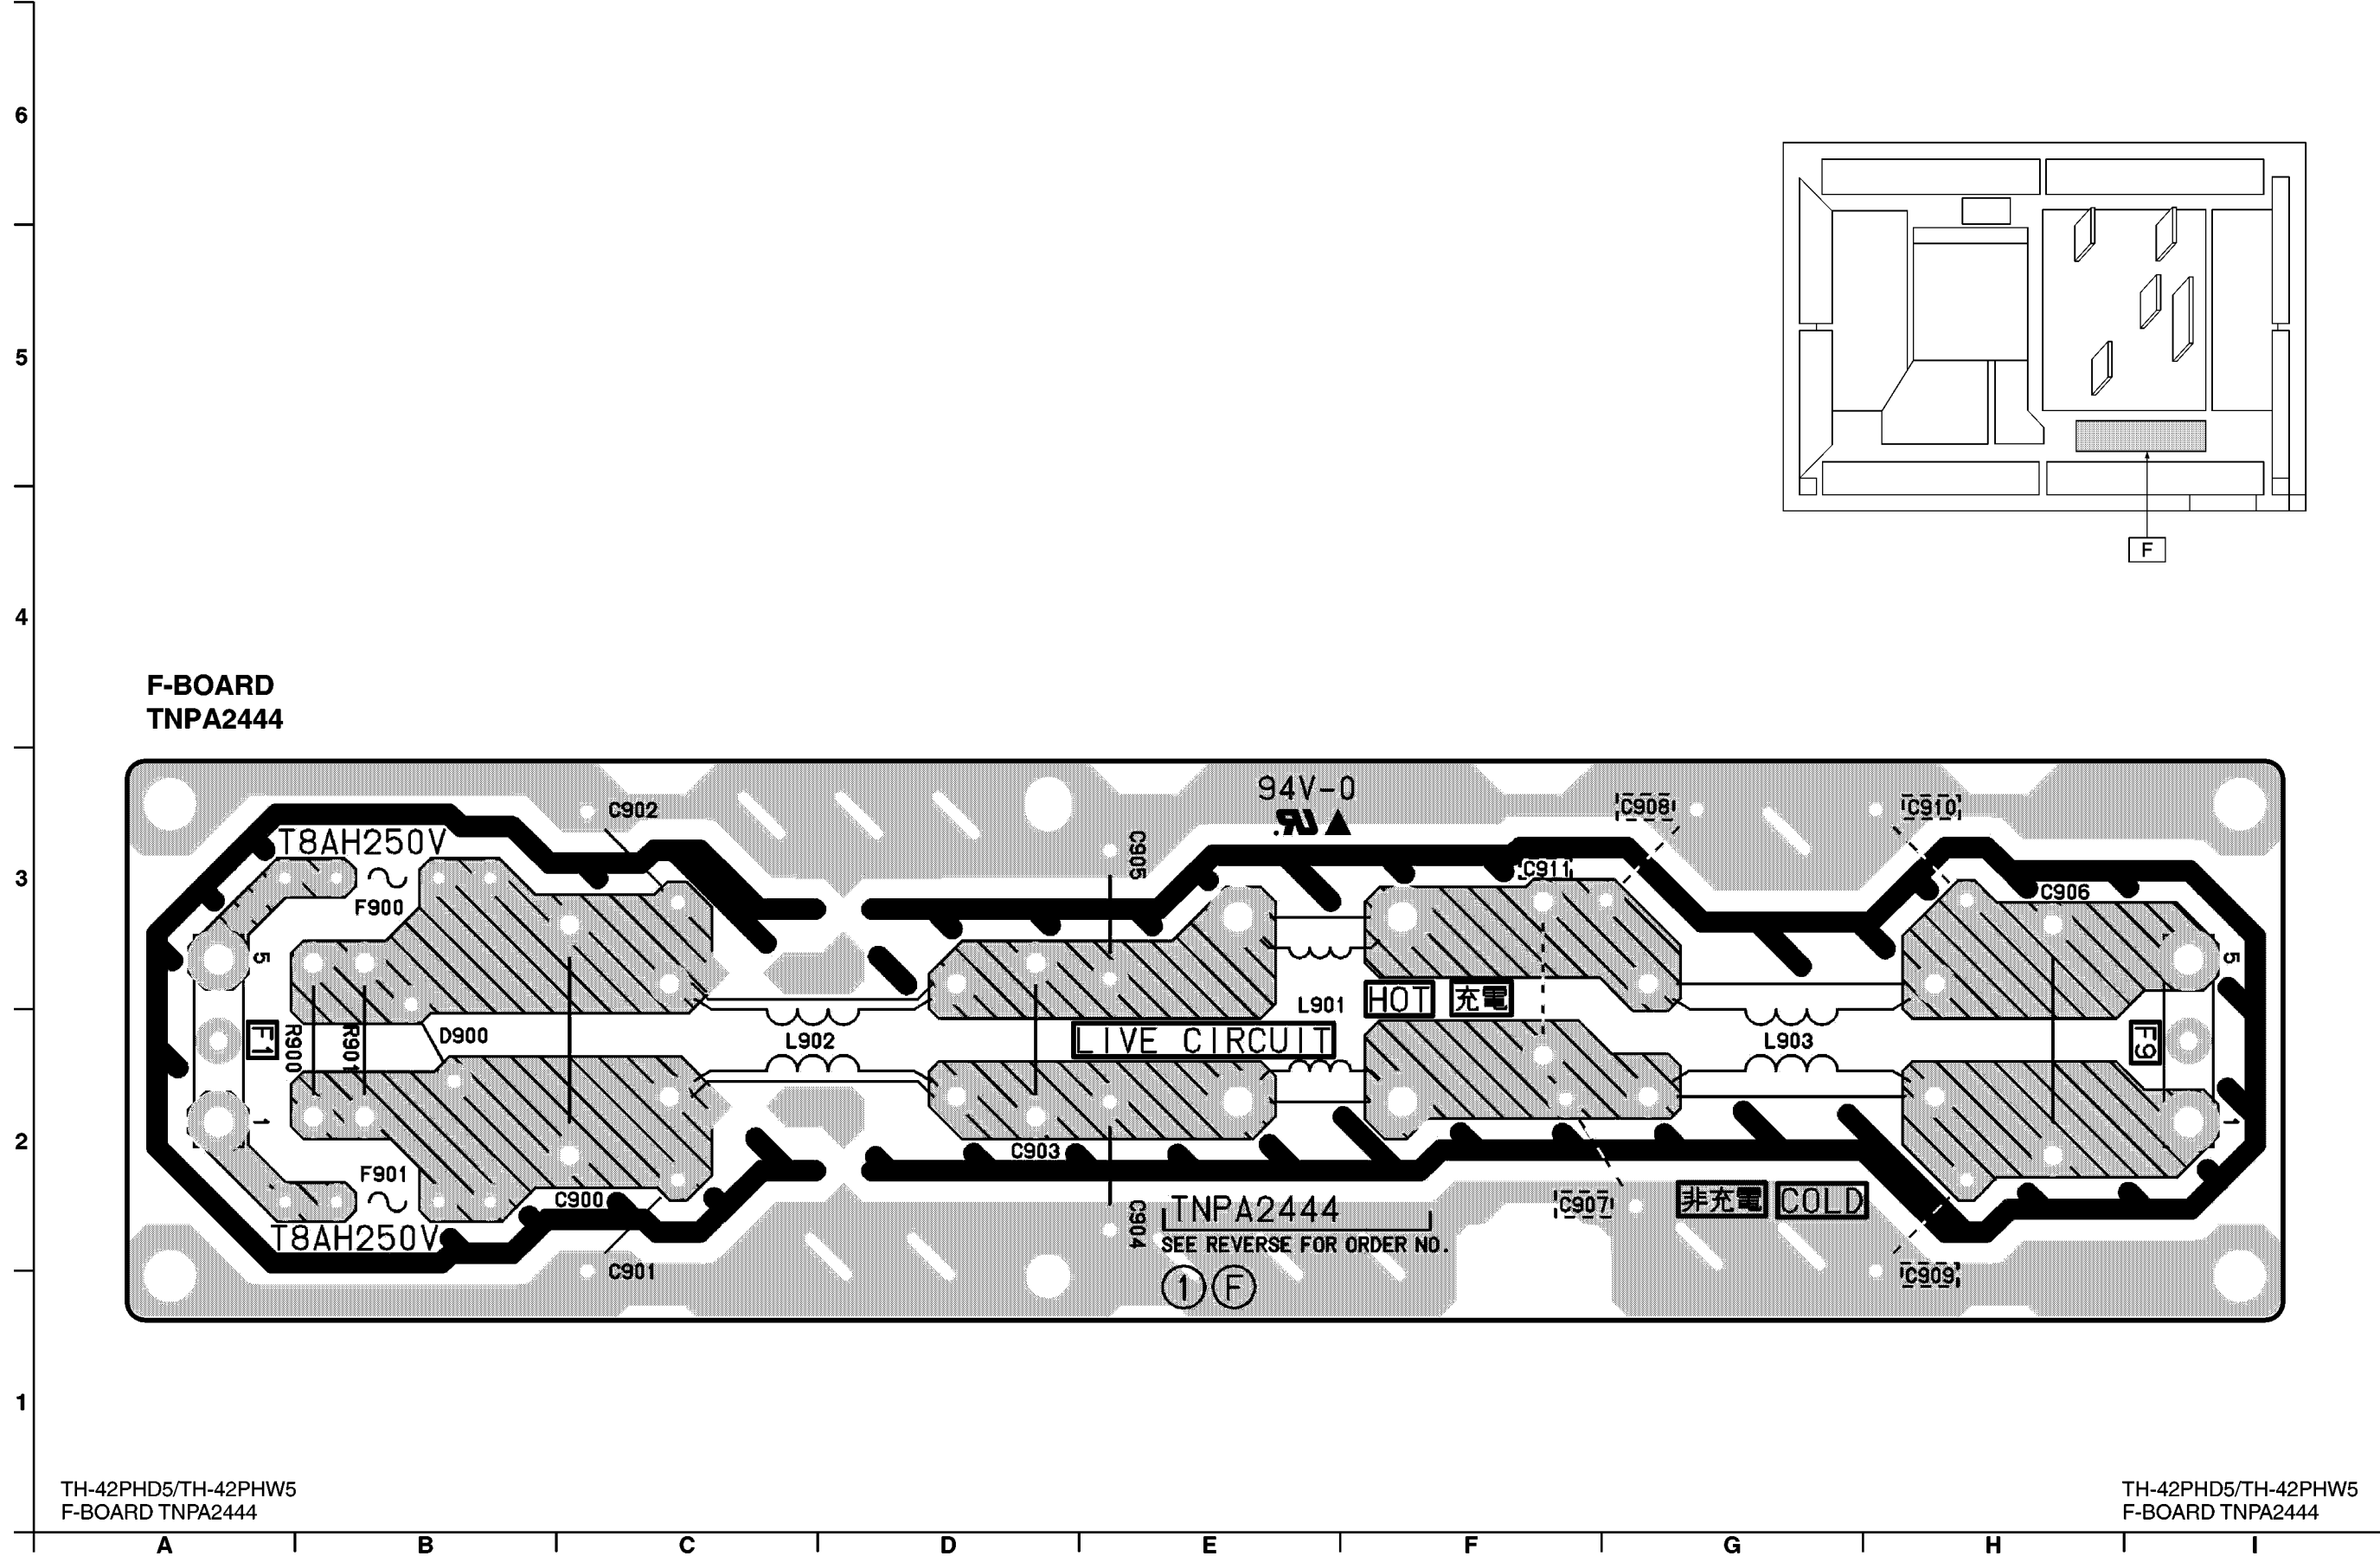 6
5
F
4
F-BOARD
TNPA2444
94V-0
C902
C908
C910
UR
T8AH250V
C905
3
C911
C906
F900
5
5
L901
HOT
充電
F1
R900
R901
D900
L902
LIVE CIRCUIT
L903
F9
1
1
2
C903
F901
C900
C907
非充電
COLD
T8AH250V
C904
TNPA2444
SEE REVERSE FOR ORDER NO.
C901
C909
1 F
1
TH-42PHD5/TH-42PHW5
F-BOARD TNPA2444
TH-42PHD5/TH-42PHW5
F-BOARD TNPA2444
A B C D E F G H I